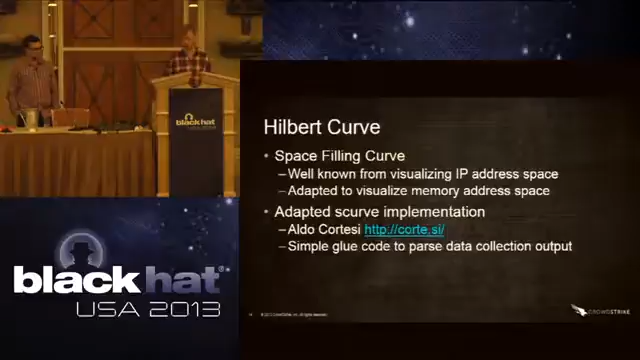 black hat
Hilbert Curve
• Space Filling Curve
–Well known from visualizing IP address space
–Adapted to visualize memory address space
• Adapted scurve implementation
–Aldo Cortesi http://corte.si/
–Simple glue code to parse data collection output
black hat®
USA 2013
CROWDSTRIKE